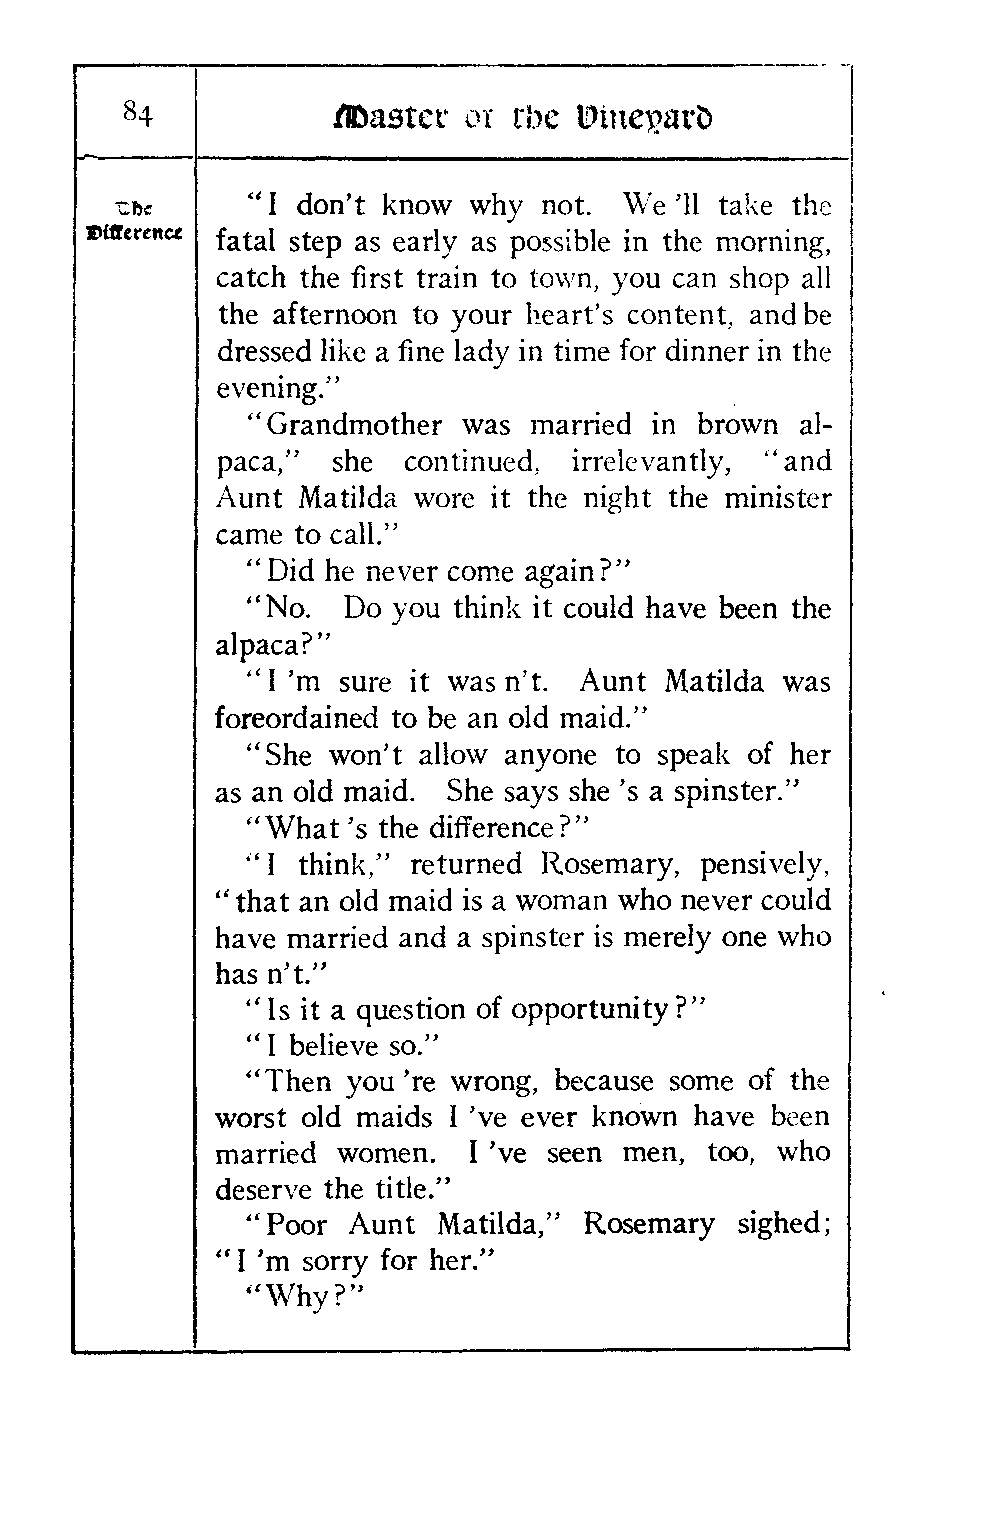 84
Master of the Vineyard
The
Difference
"I don't know why not. We 'll take the
fatal step as early as possible in the morning,
catch the first train to town, you can shop all
the afternoon to your heart's content, and be
dressed like a fine lady in time for dinner in the
evening."
"Grandmother was married in brown al-
paca," she continued, irrelevantly, "and
Aunt Matilda wore it the night the minister
came to call."
"Did he never come again?"
"No. Do you think it could have been the
alpaca?"
"I 'm sure it was n't. Aunt Matilda was
foreordained to be an old maid."
"She won't allow anyone to speak of her
as an old maid. She says she 's a spinster."
"What 's the difference?"
"I think," returned Rosemary, pensively,
"that an old maid is a woman who never could
have married and a spinster is merely one who
has n't."
"Is it a question of opportunity?"
"I believe so."
"Then you 're wrong, because some of the
worst old maids I 've ever known have been
married women. I 've seen men, too, who
deserve the title."
"Poor Aunt Matilda," Rosemary sighed;
"I 'm sorry for her."
"Why?"